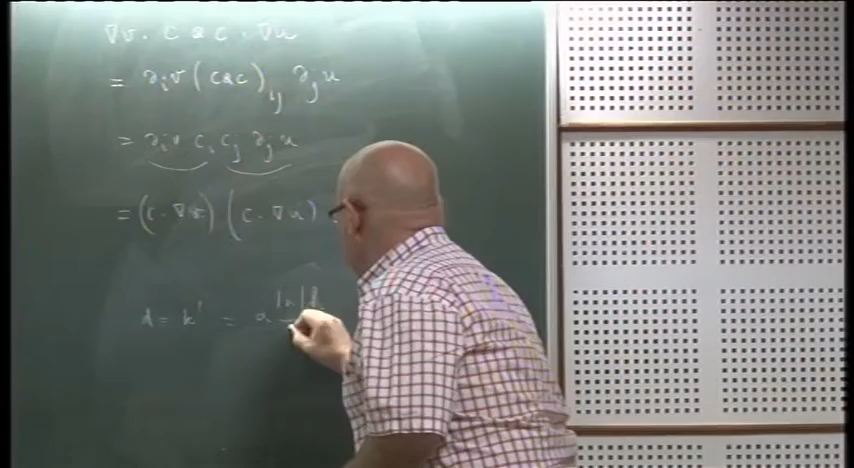 ∇v · c ⊗ c · ∇u
= ∂ᵢv (c⊗c)ᵢⱼ ∂ⱼu
= ∂ᵢv cᵢ cⱼ ∂ⱼu
= (c · ∇v) (c · ∇u)
d = k' = α